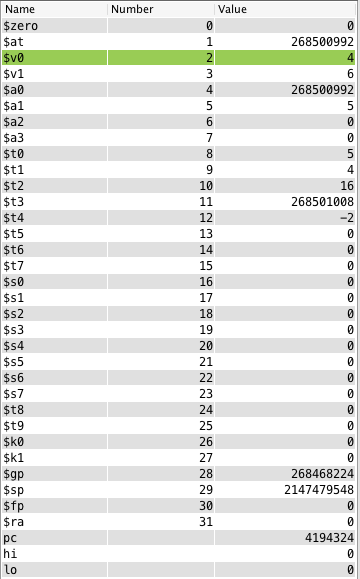 Name Number Value
$zero 0 0
$at 1 268500992
$v0 2 4
$v1 3 6
$a0 4 268500992
$a1 5 5
$a2 6 0
$a3 7 0
$t0 8 5
$t1 9 4
$t2 10 16
$t3 11 268501008
$t4 12 -2
$t5 13 0
$t6 14 0
$t7 15 0
$s0 16 0
$s1 17 0
$s2 18 0
$s3 19 0
$s4 20 0
$s5 21 0
$s6 22 0
$s7 23 0
$t8 24 0
$t9 25 0
$k0 26 0
$k1 27 0
$gp 28 268468224
$sp 29 2147479548
$fp 30 0
$ra 31 0
pc 4194324
hi 0
lo 0